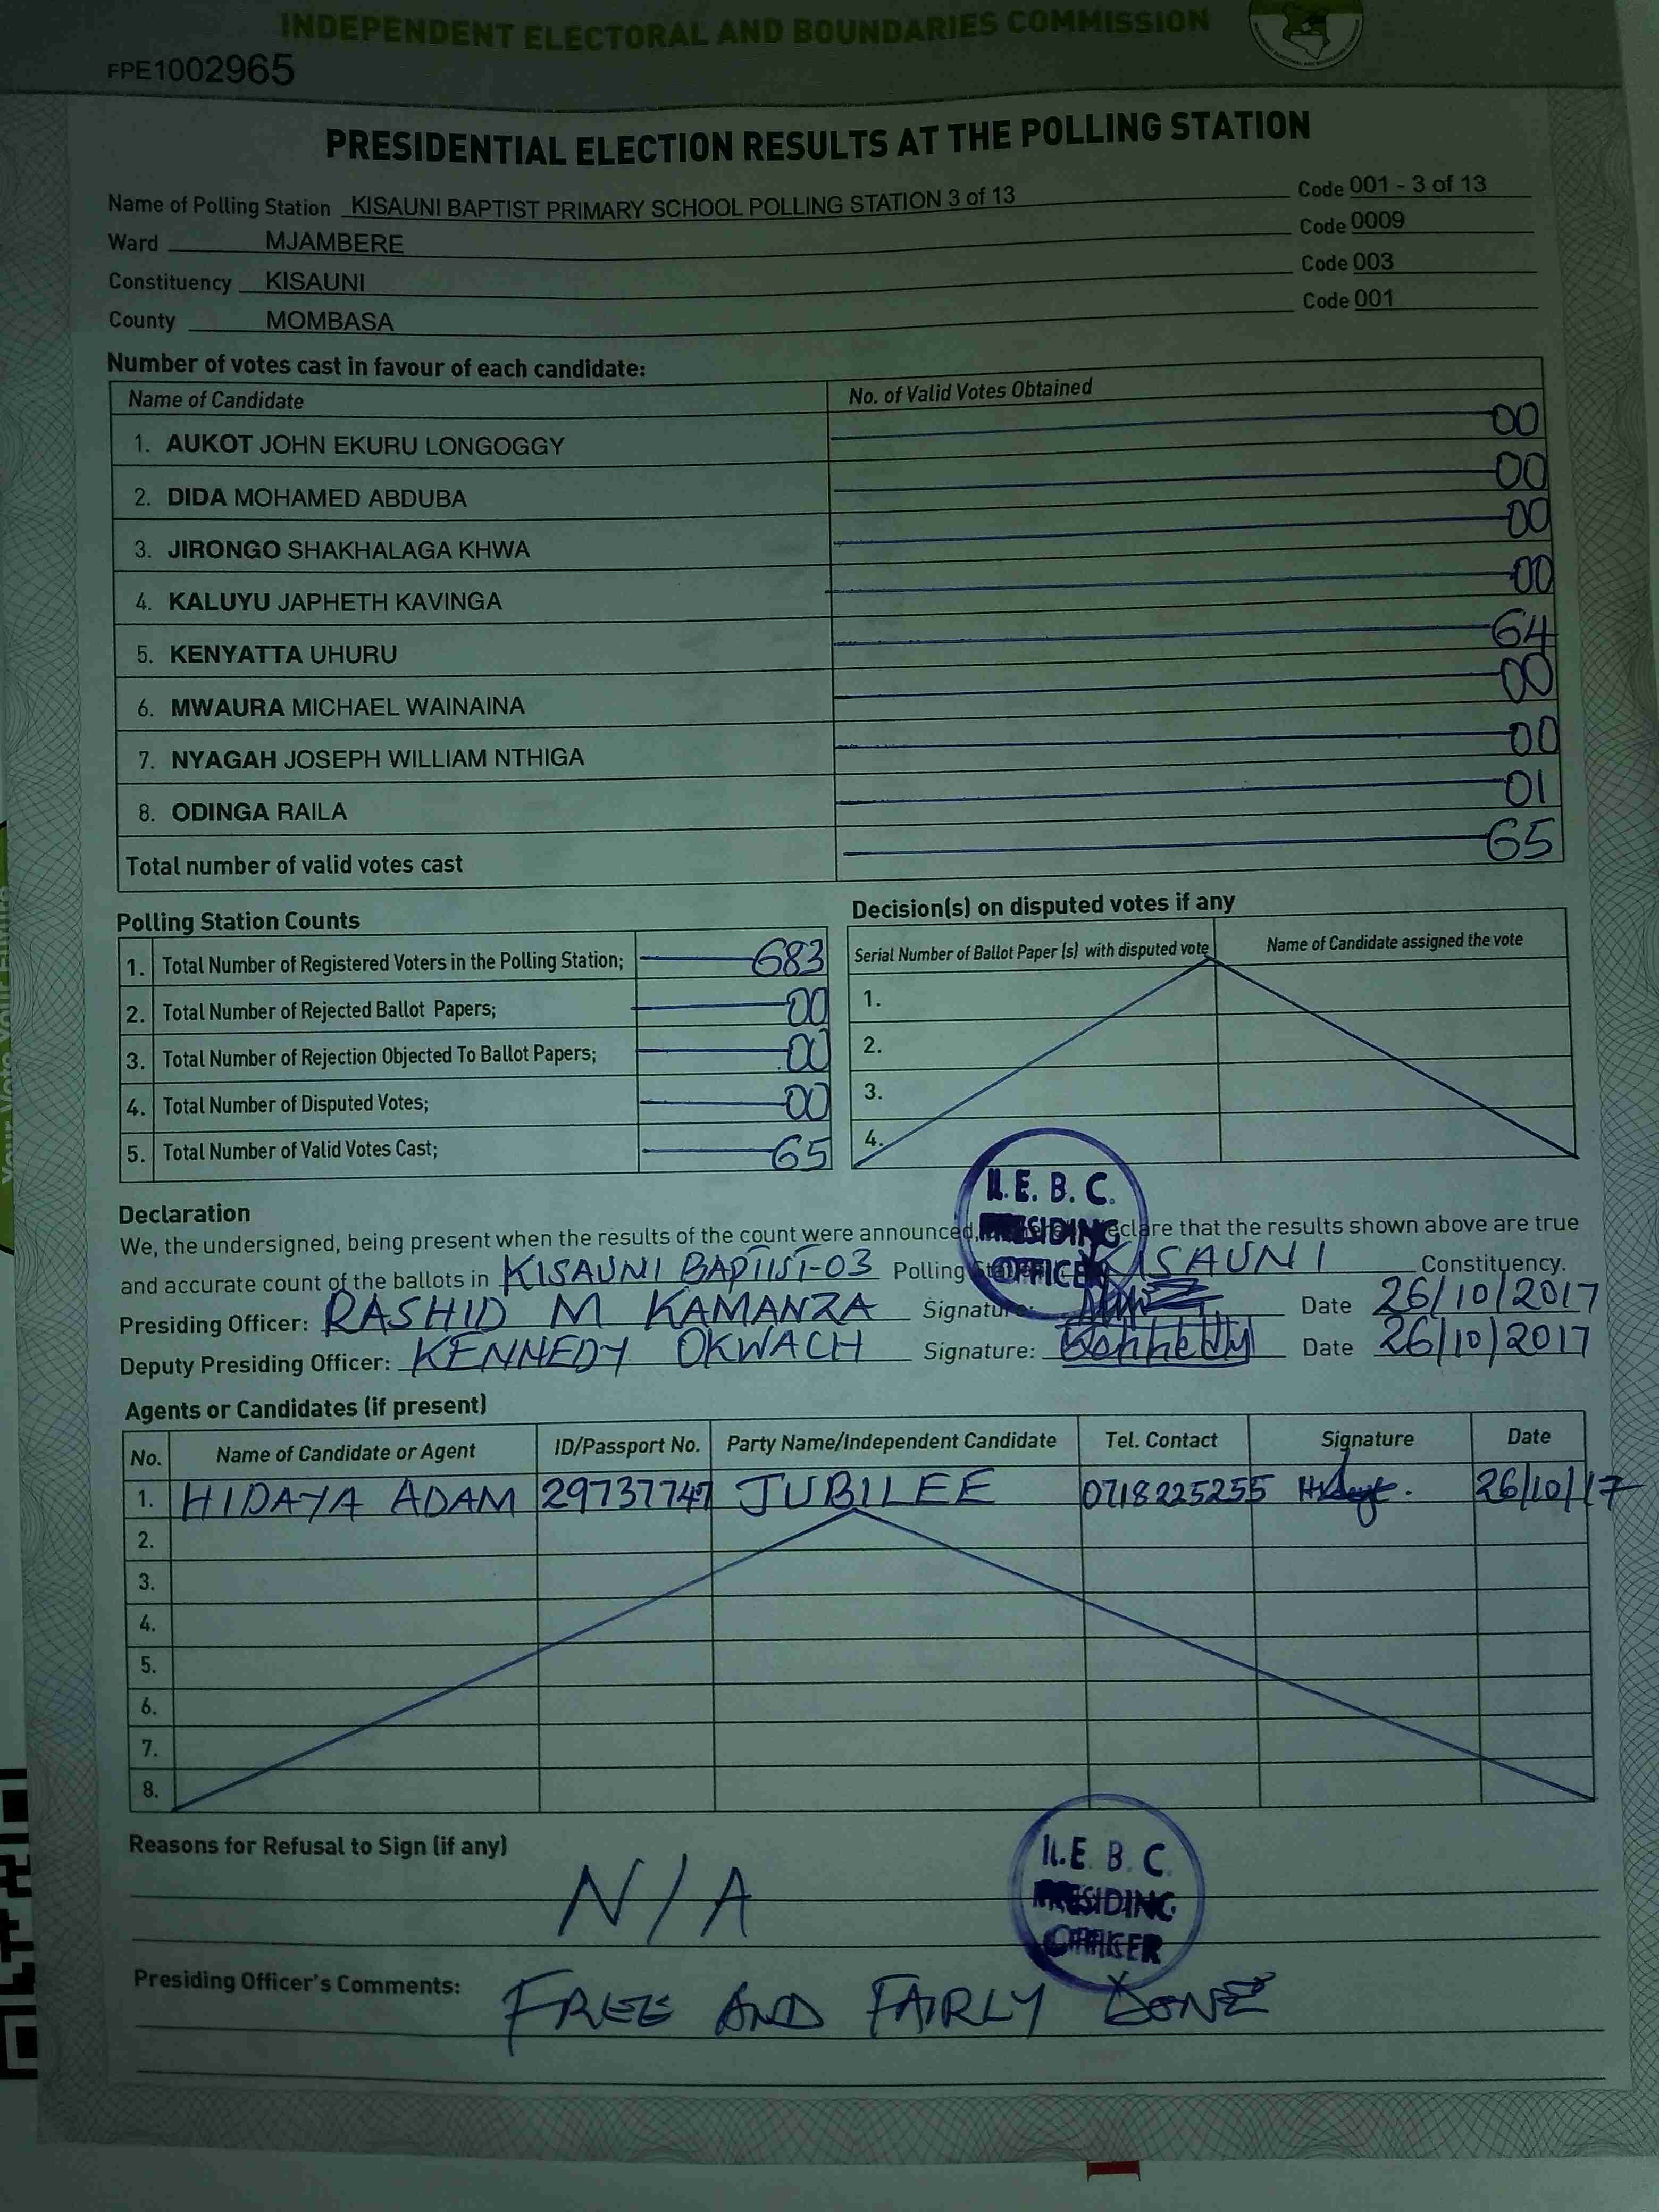 INDEPENDENT ELECTORAL AND BOUNDARIES COMMISSION
FPE1002965
PRESIDENTIAL ELECTION RESULTS AT THE POLLING STATION
Name of Polling Station KISAUNI BAPTIST PRIMARY SCHOOL POLLING STATION 3 of 13 Code 001 - 3 of 13
Ward MJAMBERE Code 0009
Constituency KISAUNI Code 003
County MOMBASA Code 001
Number of votes cast in favour of each candidate:
Name of Candidate No. of Valid Votes Obtained
1. AUKOT JOHN EKURU LONGOGGY 00
2. DIDA MOHAMED ABDUBA 00
3. JIRONGO SHAKHALAGA KHWA 00
4. KALUYU JAPHETH KAVINGA 00
5. KENYATTA UHURU 64
6. MWAURA MICHAEL WAINAINA 00
7. NYAGAH JOSEPH WILLIAM NTHIGA 00
8. ODINGA RAILA 01
Total number of valid votes cast 65
Polling Station Counts
1. Total Number of Registered Voters in the Polling Station; 683
2. Total Number of Rejected Ballot Papers; 00
3. Total Number of Rejection Objected To Ballot Papers; 00
4. Total Number of Disputed Votes; 00
5. Total Number of Valid Votes Cast; 65
Decision(s) on disputed votes if any
Serial Number of Ballot Paper (s) with disputed vote Name of Candidate assigned the vote
1.
2.
3.
4.
I.E.B.C.
PRESIDING
OFFICER
Declaration
We, the undersigned, being present when the results of the count were announced, declare that the results shown above are true
and accurate count of the ballots in KISAUNI BAPTIST-03 Polling Station KISAUNI Constituency.
Presiding Officer: RASHID M KAMANZA Signature: Date 26/10/2017
Deputy Presiding Officer: KENNEDY OKWACH Signature: Kennedy Date 26/10/2017
Agents or Candidates (if present)
No. Name of Candidate or Agent ID/Passport No. Party Name/Independent Candidate Tel. Contact Signature Date
1. HIDAYA ADAM 29737747 JUBILEE 0718225255 26/10/17
2.
3.
4.
5.
6.
7.
8.
Reasons for Refusal to Sign (if any)
N/A
I.E.B.C.
PRESIDING
OFFICER
Presiding Officer's Comments: FREE AND FAIRLY DONE